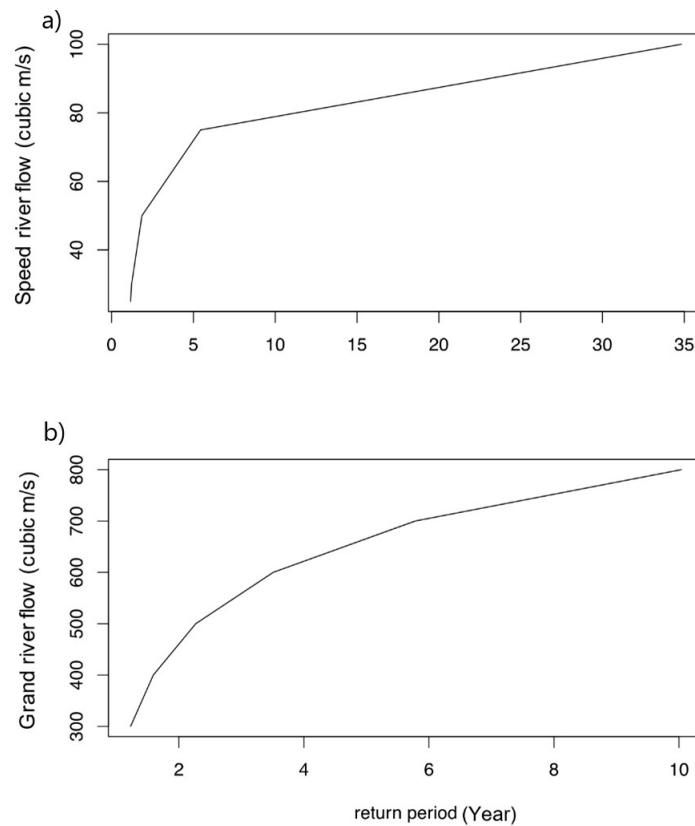 a)
Speed river flow (cubic m/s)
100
80
60
40
0 5 10 15 20 25 30 35
b)
Grand river flow (cubic m/s)
800
700
600
500
400
300
2 4 6 8 10
return period (Year)